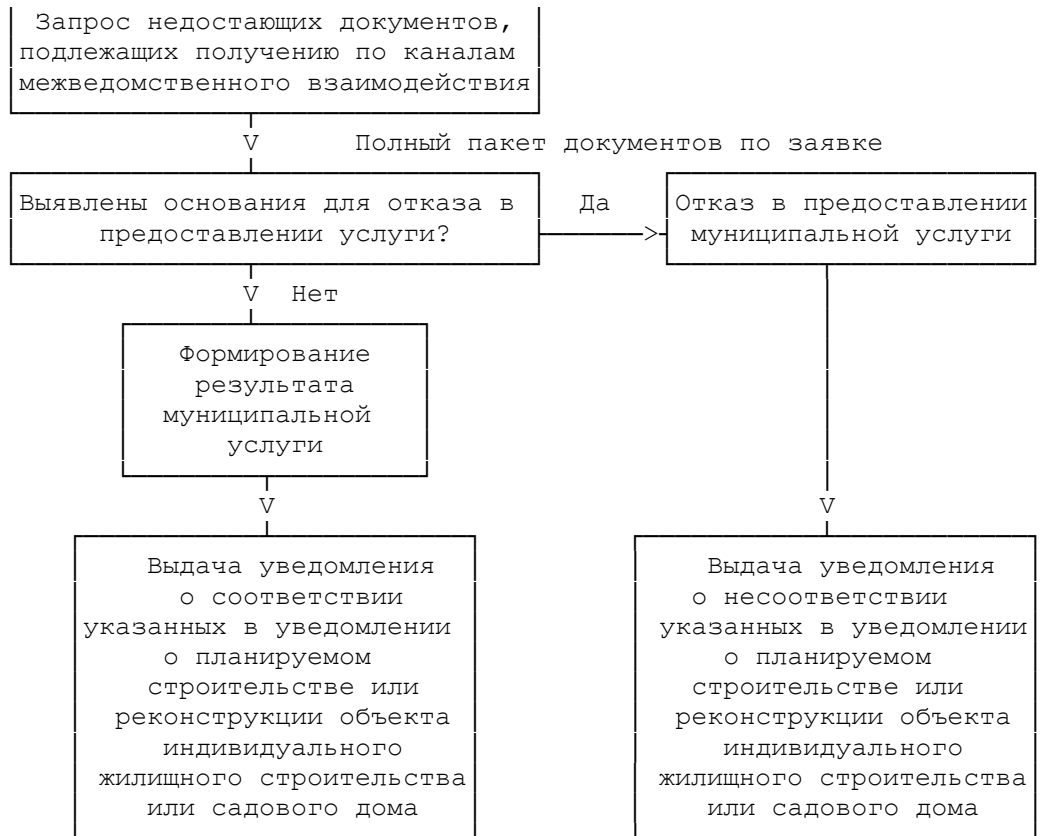 Запрос недостающих документов,
подлежащих получению по каналам
межведомственного взаимодействия
V Полный пакет документов по заявке
Выявлены основания для отказа в
предоставлении услуги?
Да
>
Отказ в предоставлении
муниципальной услуги
V Нет
Формирование
результата
муниципальной
услуги
V
Выдача уведомления
о соответствии
указанных в уведомлении
о планируемом
строительстве или
реконструкции объекта
индивидуального
жилищного строительства
или садового дома
V
Выдача уведомления
о несоответствии
указанных в уведомлении
о планируемом
строительстве или
реконструкции объекта
индивидуального
жилищного строительства
или садового дома